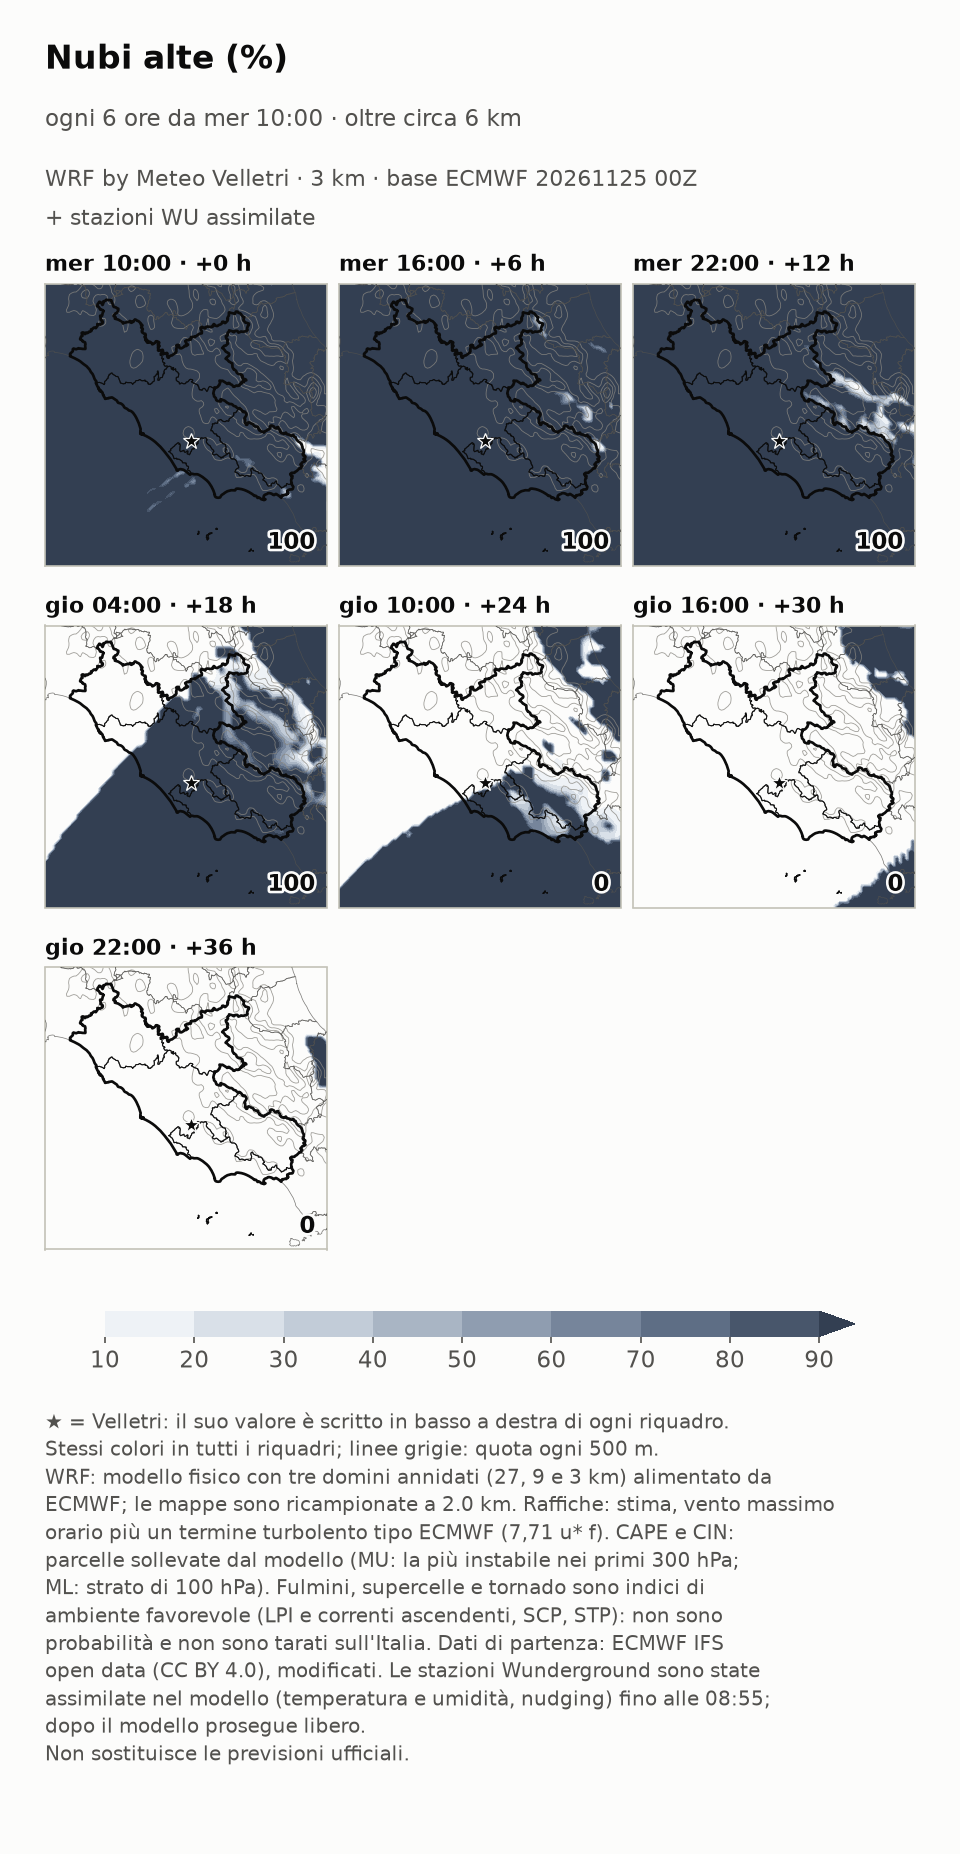 Nubi alte (%)
ogni 6 ore da mer 10:00 · oltre circa 6 km
WRF by Meteo Velletri · 3 km · base ECMWF 20261125 00Z
+ stazioni WU assimilate
mer 10:00 · +0 h
mer 16:00 · +6 h
mer 22:00 · +12 h
100
100
100
gio 04:00 · +18 h
gio 10:00 · +24 h
gio 16:00 · +30 h
100
0
0
gio 22:00 · +36 h
0
10 20 30 40 50 60 70 80 90
★ = Velletri: il suo valore è scritto in basso a destra di ogni riquadro.
Stessi colori in tutti i riquadri; linee grigie: quota ogni 500 m.
WRF: modello fisico con tre domini annidati (27, 9 e 3 km) alimentato da
ECMWF; le mappe sono ricampionate a 2.0 km. Raffiche: stima, vento massimo
orario più un termine turbolento tipo ECMWF (7,71 u* f). CAPE e CIN:
parcelle sollevate dal modello (MU: la più instabile nei primi 300 hPa;
ML: strato di 100 hPa). Fulmini, supercelle e tornado sono indici di
ambiente favorevole (LPI e correnti ascendenti, SCP, STP): non sono
probabilità e non sono tarati sull'Italia. Dati di partenza: ECMWF IFS
open data (CC BY 4.0), modificati. Le stazioni Wunderground sono state
assimilate nel modello (temperatura e umidità, nudging) fino alle 08:55;
dopo il modello prosegue libero.
Non sostituisce le previsioni ufficiali.